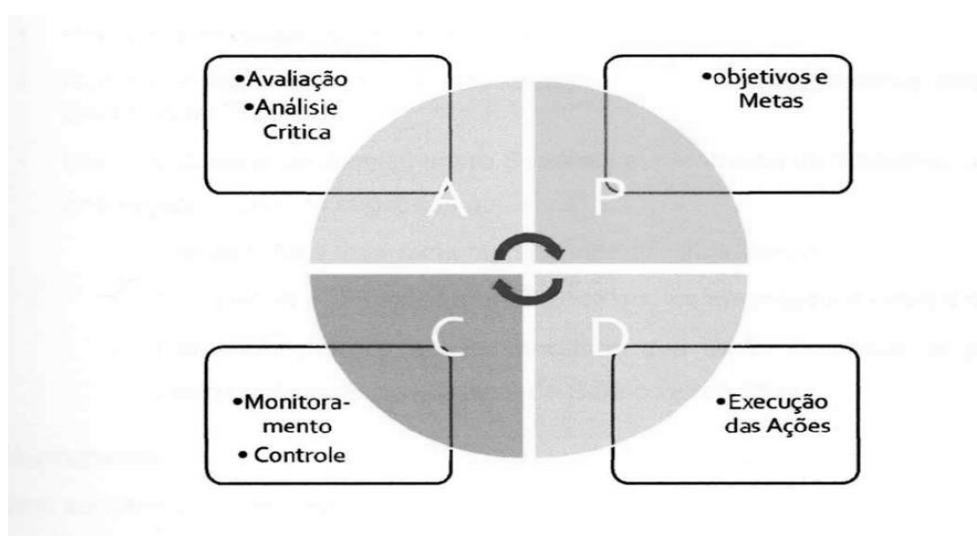 •Avaliação
•Análisie
Critica
•objetivos e
Metas
A
P
C
D
•Monitora-
mento
• Controle
•Execução
das Ações